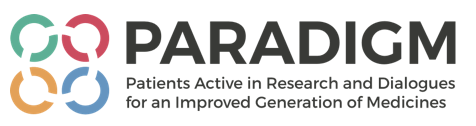 PARADIGM
Patients Active in Research and Dialogues
for an Improved Generation of Medicines